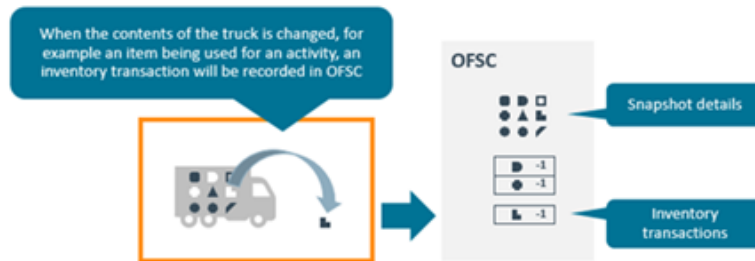 When the contents of the truck is changed, for
example an item being used for an activity, an
inventory transaction will be recorded in OFSC
OFSC
Snapshot details
-1
-1
-1
Inventory
transactions